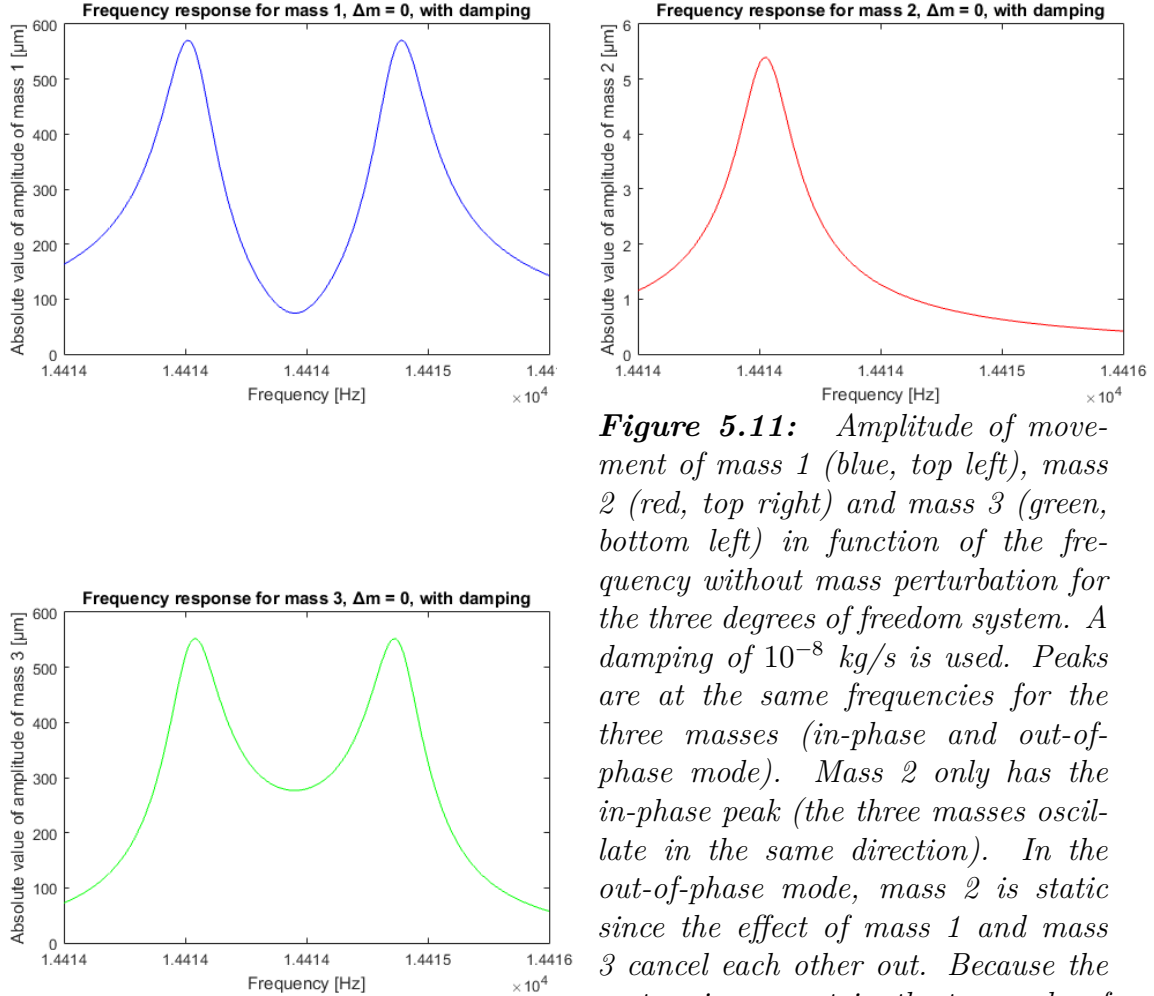 Frequency response for mass 1, Δm = 0, with damping
Absolute value of amplitude of mass 1 [µm]
600
500
400
300
200
100
0
1.4414 1.4414 1.4414 1.4415
Frequency [Hz]
×10⁴
Frequency response for mass 2, Δm = 0, with damping
Absolute value of amplitude of mass 2 [µm]
6
5
4
3
2
1
0
1.4414 1.4414 1.4414 1.4415 1.4416
Frequency [Hz]
×10⁴
Figure 5.11: Amplitude of move-
ment of mass 1 (blue, top left), mass
2 (red, top right) and mass 3 (green,
bottom left) in function of the fre-
quency without mass perturbation for
the three degrees of freedom system. A
damping of 10⁻⁸ kg/s is used. Peaks
are at the same frequencies for the
three masses (in-phase and out-of-
phase mode). Mass 2 only has the
in-phase peak (the three masses oscil-
late in the same direction). In the
out-of-phase mode, mass 2 is static
since the effect of mass 1 and mass
3 cancel each other out. Because the
Frequency response for mass 3, Δm = 0, with damping
Absolute value of amplitude of mass 3 [µm]
600
500
400
300
200
100
0
1.4414 1.4414 1.4414 1.4415 1.4416
Frequency [Hz]
×10⁴